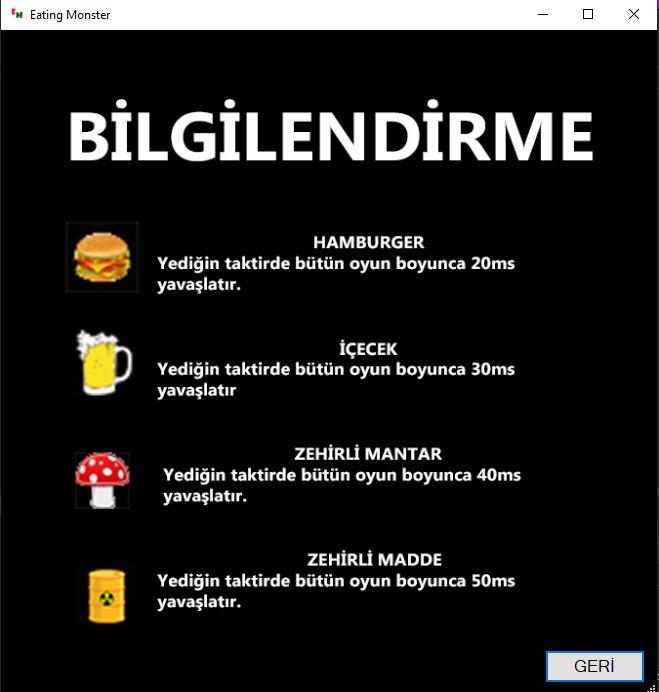 Eating Monster
BİLGİLENDİRME
HAMBURGER
Yediğin taktirde bütün oyun boyunca 20ms
yavaşlatır.
İÇECEK
Yediğin taktirde bütün oyun boyunca 30ms
yavaşlatır
ZEHİRLİ MANTAR
Yediğin taktirde bütün oyun boyunca 40ms
yavaşlatır.
ZEHİRLİ MADDE
Yediğin taktirde bütün oyun boyunca 50ms
yavaşlatır.
GERİ